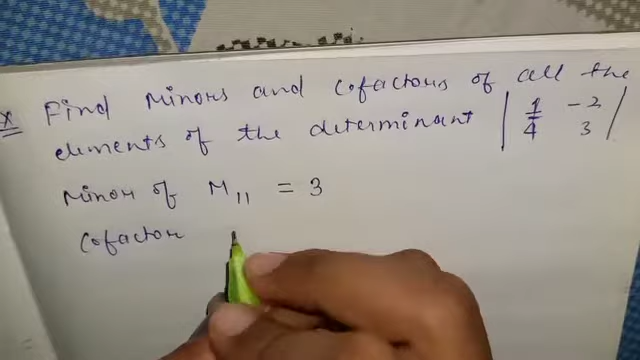 Ex Find Minors and Cofactors of all the
elements of the determinant | 1 -2 |
| 4 3 |
Minor of M₁₁ = 3
Cofactor